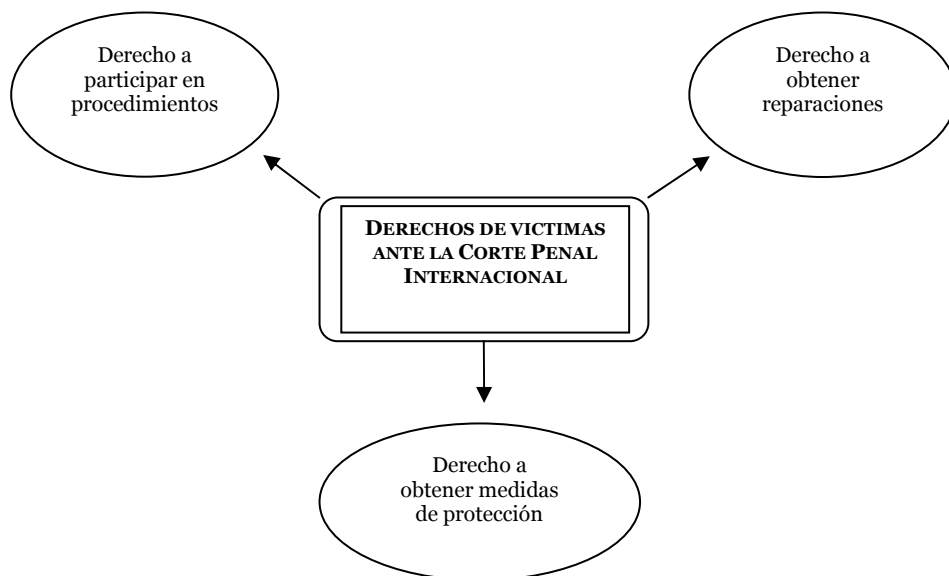 Derecho a
participar en
procedimientos
Derecho a
obtener
reparaciones
DERECHOS DE VICTIMAS
ANTE LA CORTE PENAL
INTERNACIONAL
Derecho a
obtener medidas
de protección